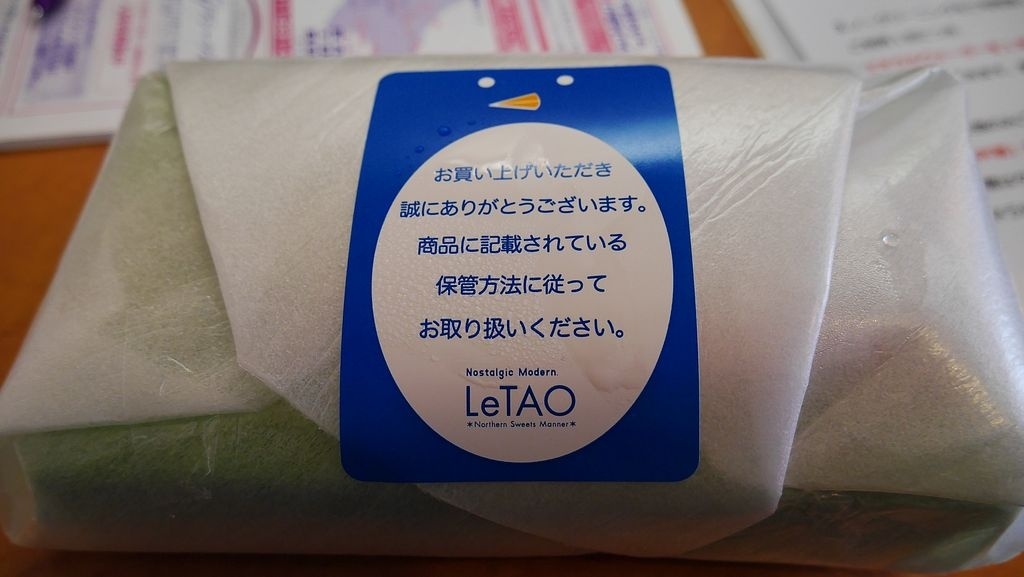 お買い上げいただき
誠にありがとうございます。
商品に記載されている
保管方法に従って
お取り扱いください。
Nostalgic Modern.
LeTAO
＊Northern Sweets Manner＊